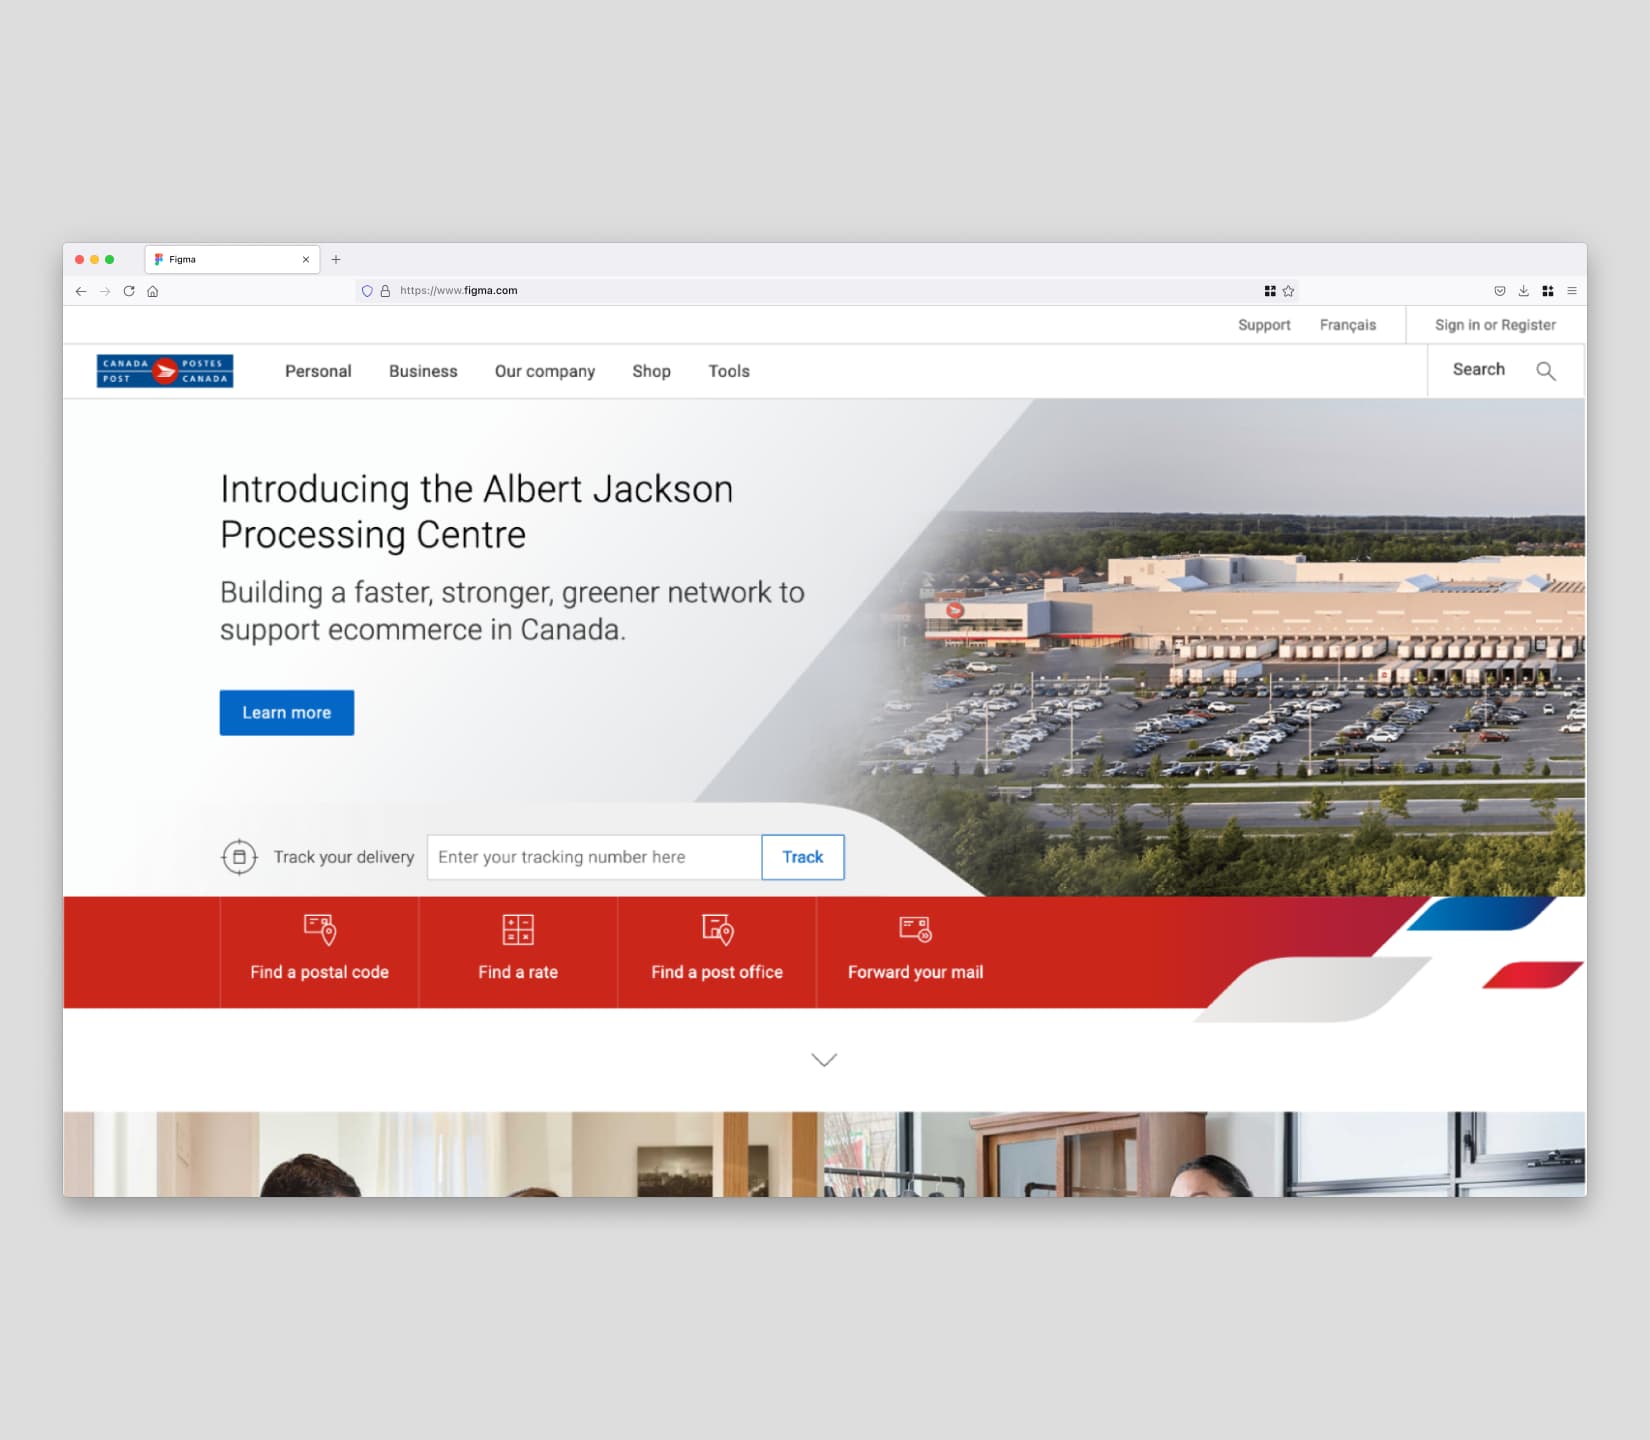 Figma
https://www.figma.com
Support Français Sign in or Register
CANADA POSTES
POST CANADA
Personal Business Our company Shop Tools Search
Introducing the Albert Jackson
Processing Centre
Building a faster, stronger, greener network to
support ecommerce in Canada.
Learn more
Track your delivery Enter your tracking number here Track
Find a postal code Find a rate Find a post office Forward your mail